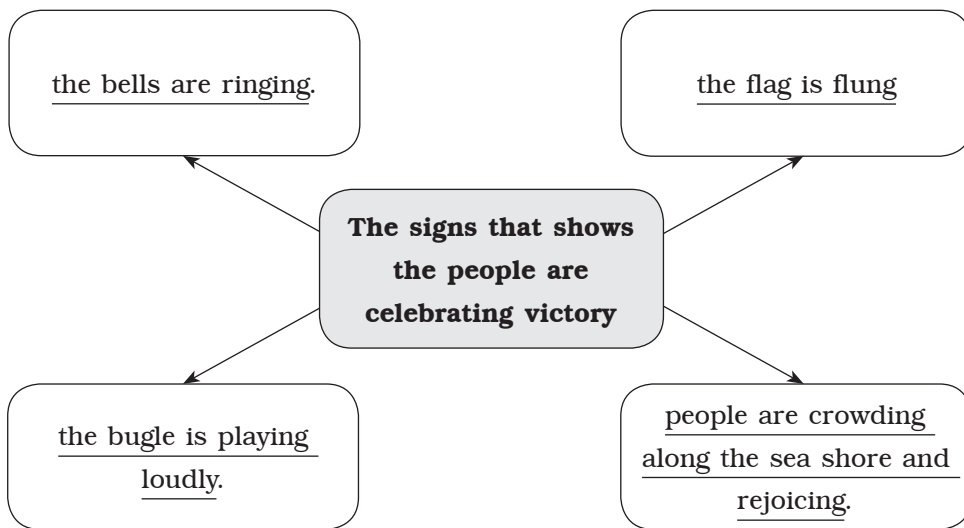 the bells are ringing.
the flag is flung
The signs that shows
the people are
celebrating victory
the bugle is playing
loudly.
people are crowding
along the sea shore and
rejoicing.